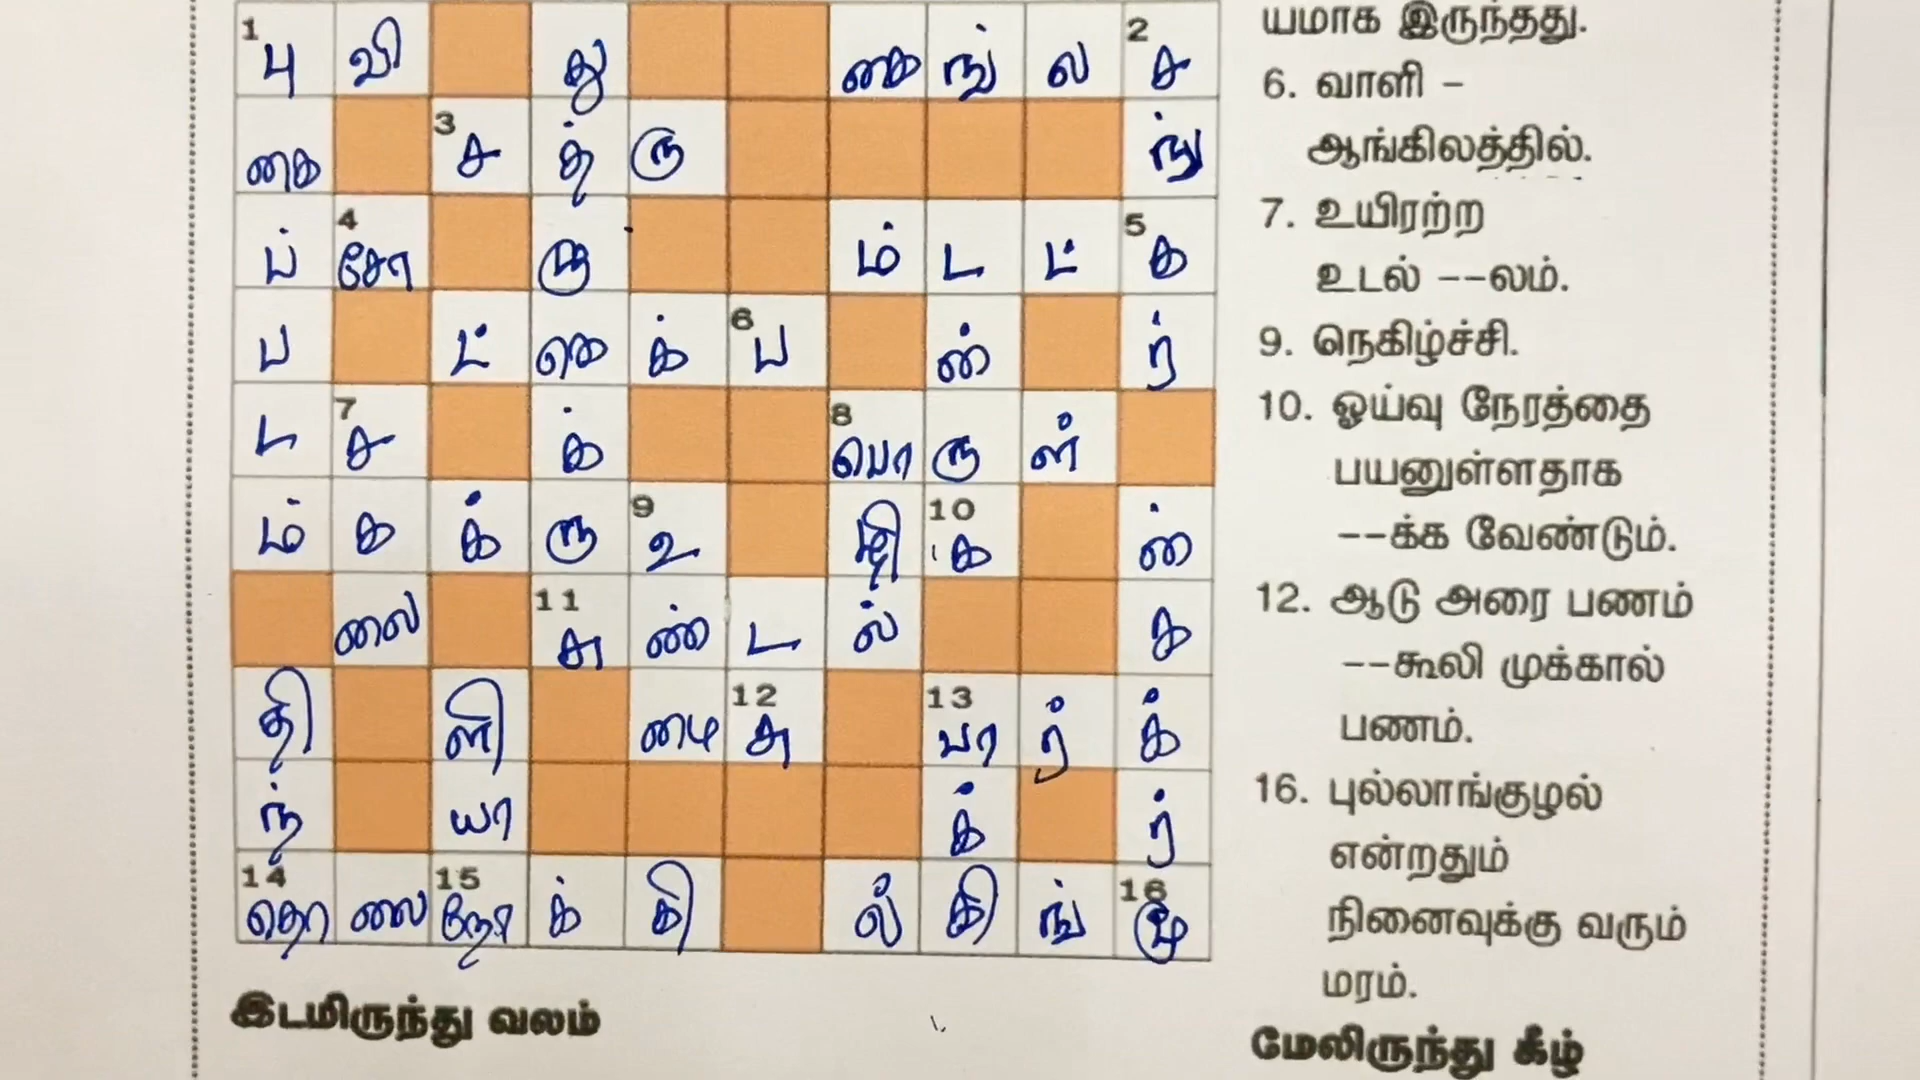 1 பு வி து கை ங் ல 2 ச
கை 3 ச த் ரு ங்
ப் 4 சோ ரு ம் ட ட் 5 க
ப ட் கெ க் 6 ப ன் ர்
ட 7 ச க் 8 பொ ரு ள்
ம் க க் ரு 9 உ ழி 10 க ன்
லை 11 சு ண் ட ல் க
தி ளி மை 12 சு 13 பா ர் க்
ந் யா க் ர்
14 தொ லை 15 நோ க் கி ல் கி ங் 16 மூ
இடமிருந்து வலம்
யமாக இருந்தது.
6. வாளி –
ஆங்கிலத்தில்.
7. உயிரற்ற
உடல் --லம்.
9. நெகிழ்ச்சி.
10. ஓய்வு நேரத்தை
பயனுள்ளதாக
--க்க வேண்டும்.
12. ஆடு அரை பணம்
--கூலி முக்கால்
பணம்.
16. புல்லாங்குழல்
என்றதும்
நினைவுக்கு வரும்
மரம்.
மேலிருந்து கீழ்